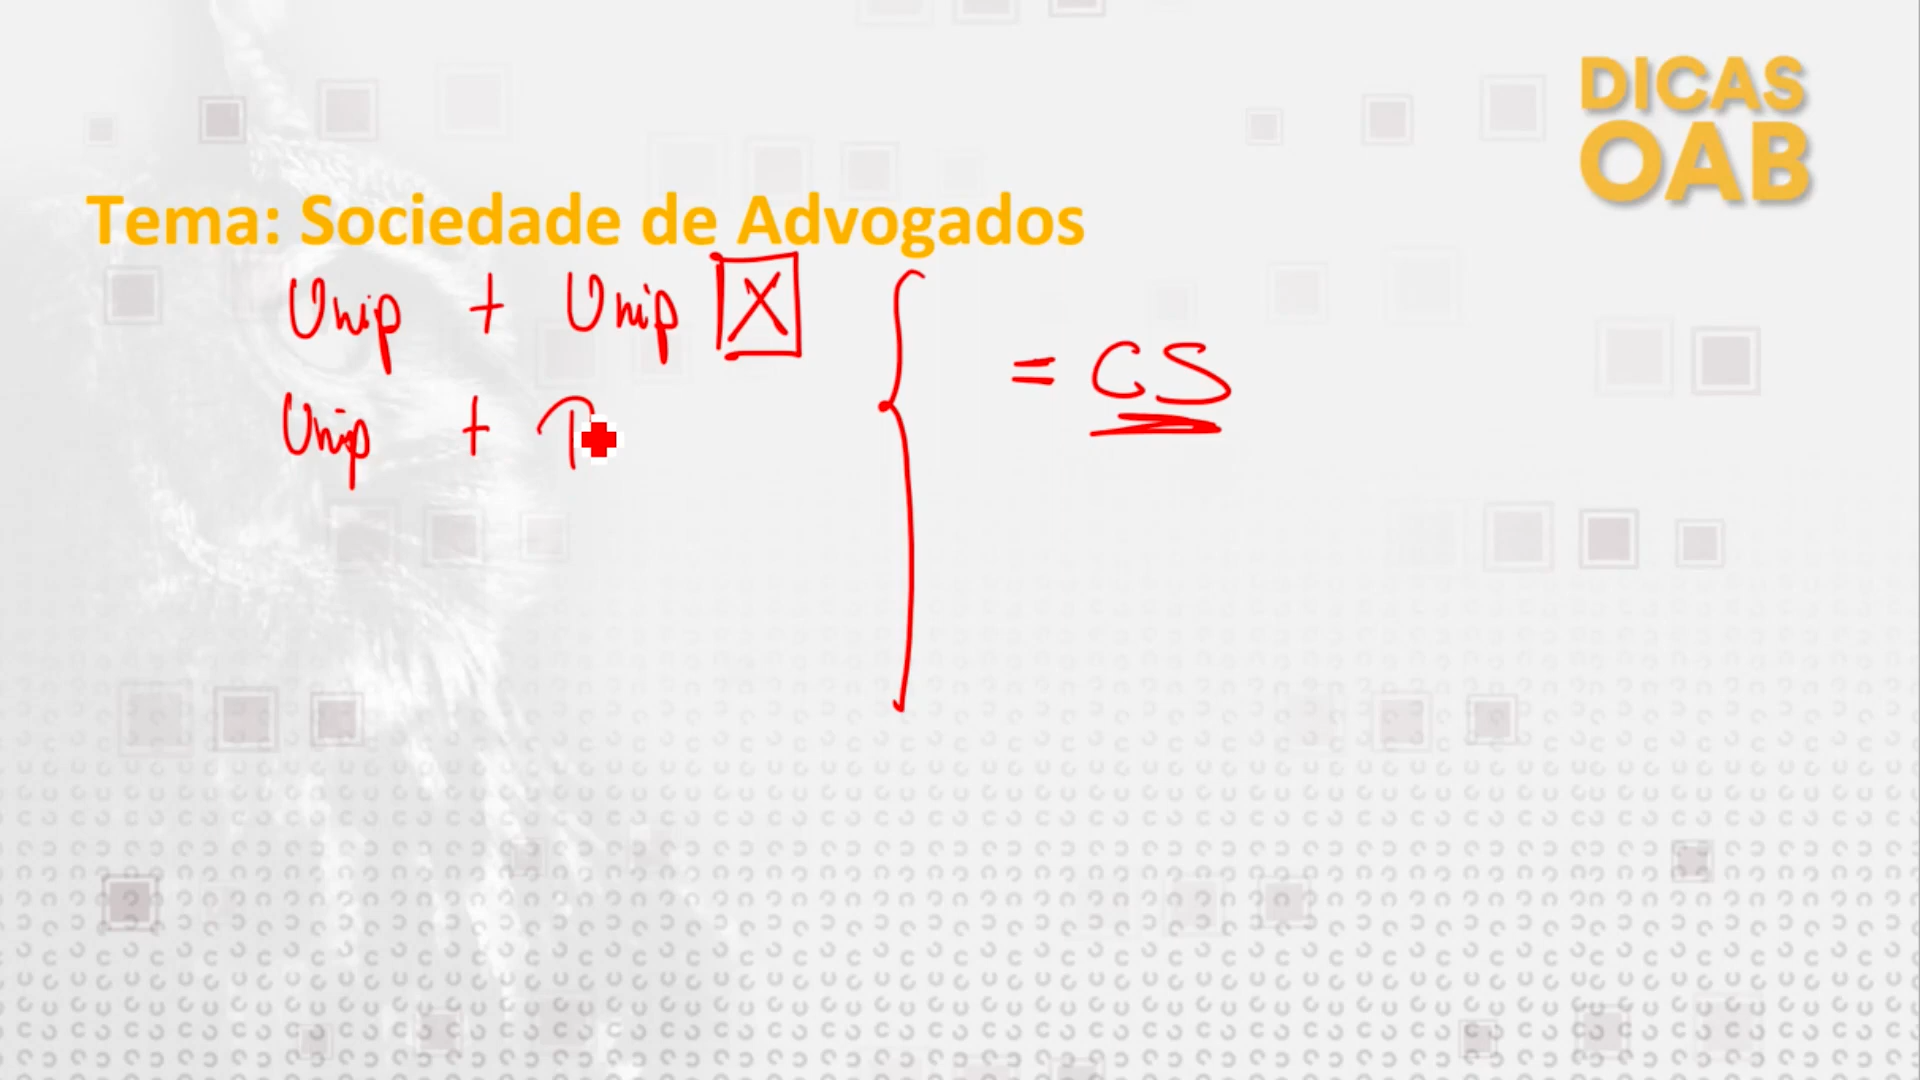 DICAS
OAB
Tema: Sociedade de Advogados
Unip + Unip X
= CS
Unip +